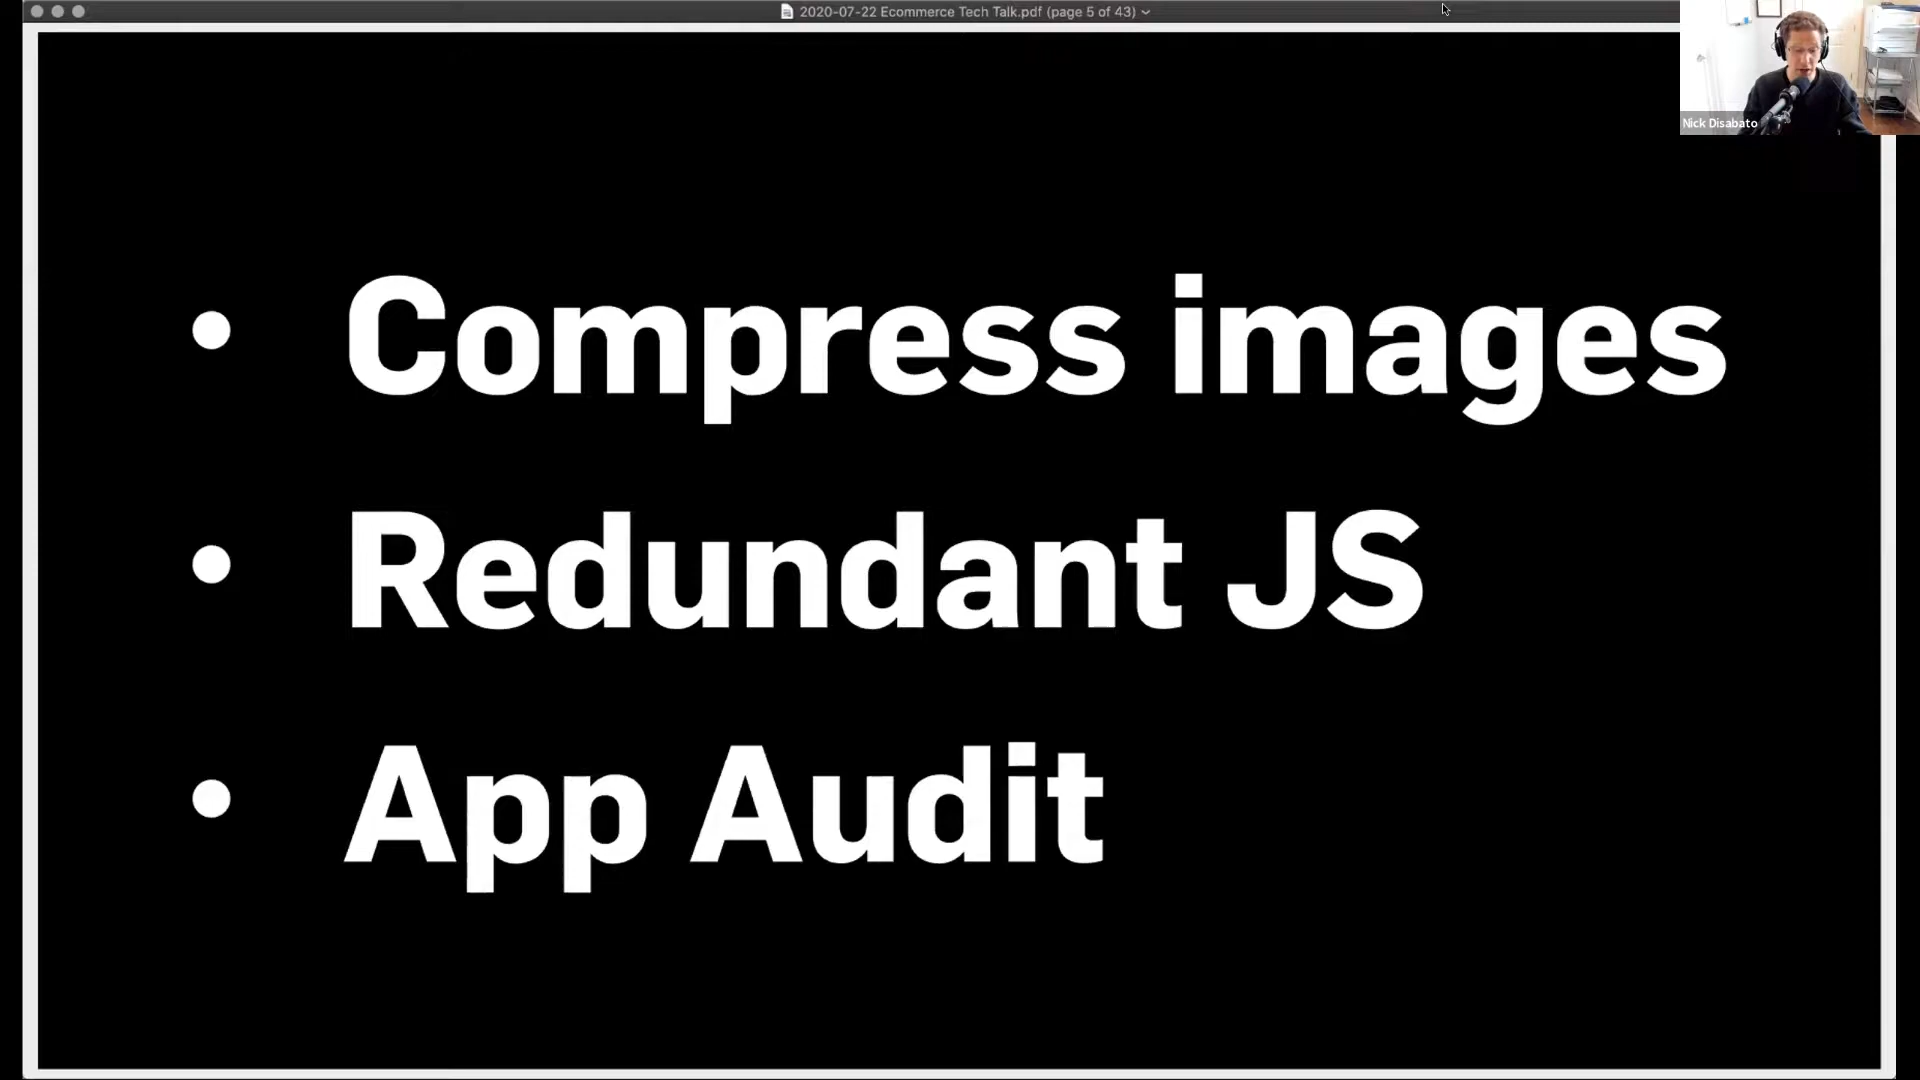 2020-07-22 Ecommerce Tech Talk.pdf (page 5 of 43)
Nick Disabato
• Compress images
• Redundant JS
• App Audit